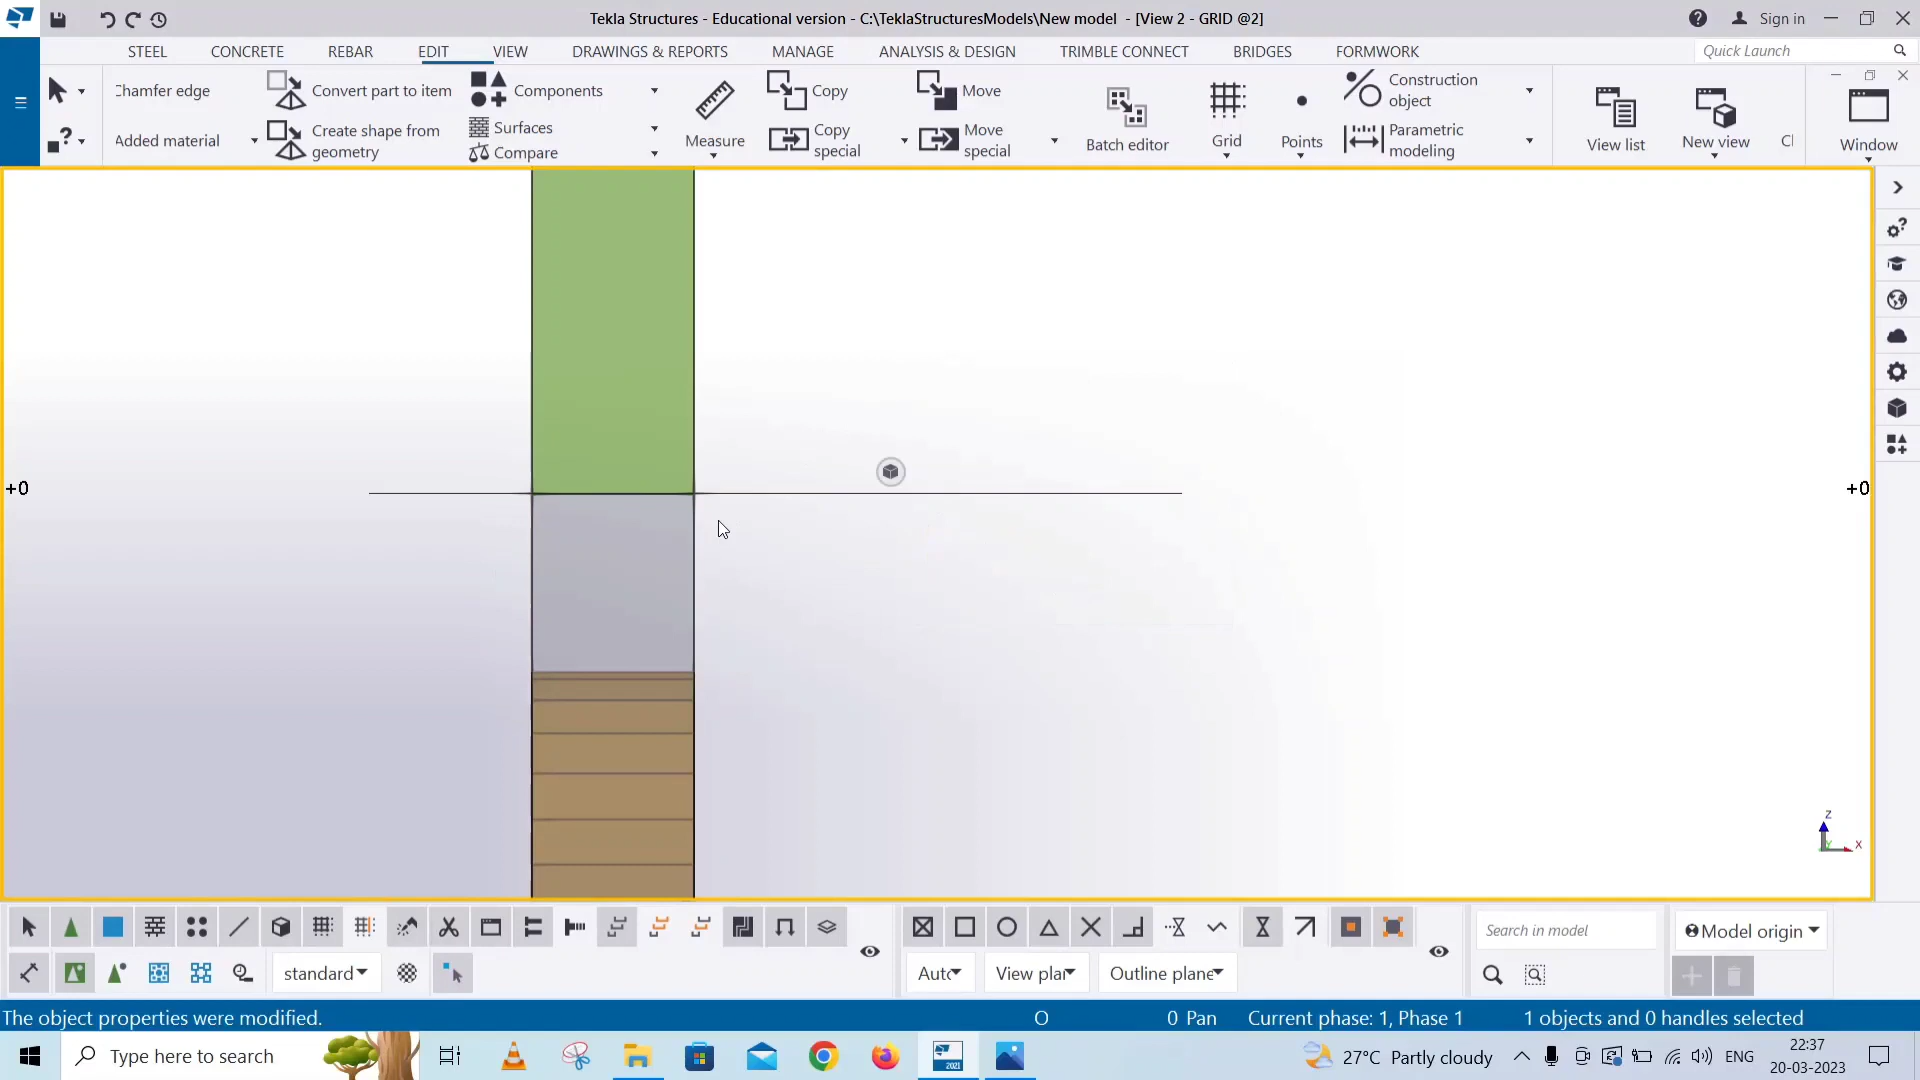 Tekla Structures - Educational version - C:\TeklaStructuresModels\New model - [View 2 - GRID @2]
Sign in
STEEL CONCRETE REBAR EDIT VIEW DRAWINGS & REPORTS MANAGE ANALYSIS & DESIGN TRIMBLE CONNECT BRIDGES FORMWORK
Quick Launch
Chamfer edge
Added material
Convert part to item
Create shape from
geometry
Components
Surfaces
Compare
Measure
Copy
Copy
special
Move
Move
special
Batch editor
Grid
Points
Construction
object
Parametric
modeling
View list
New view
Cl
Window
+0
+0
z
x
Search in model
Model origin
standard
Auto
View plan
Outline plane
The object properties were modified.
O
0 Pan
Current phase: 1, Phase 1
1 objects and 0 handles selected
Type here to search
2021
27°C Partly cloudy
ENG
22:37
20-03-2023